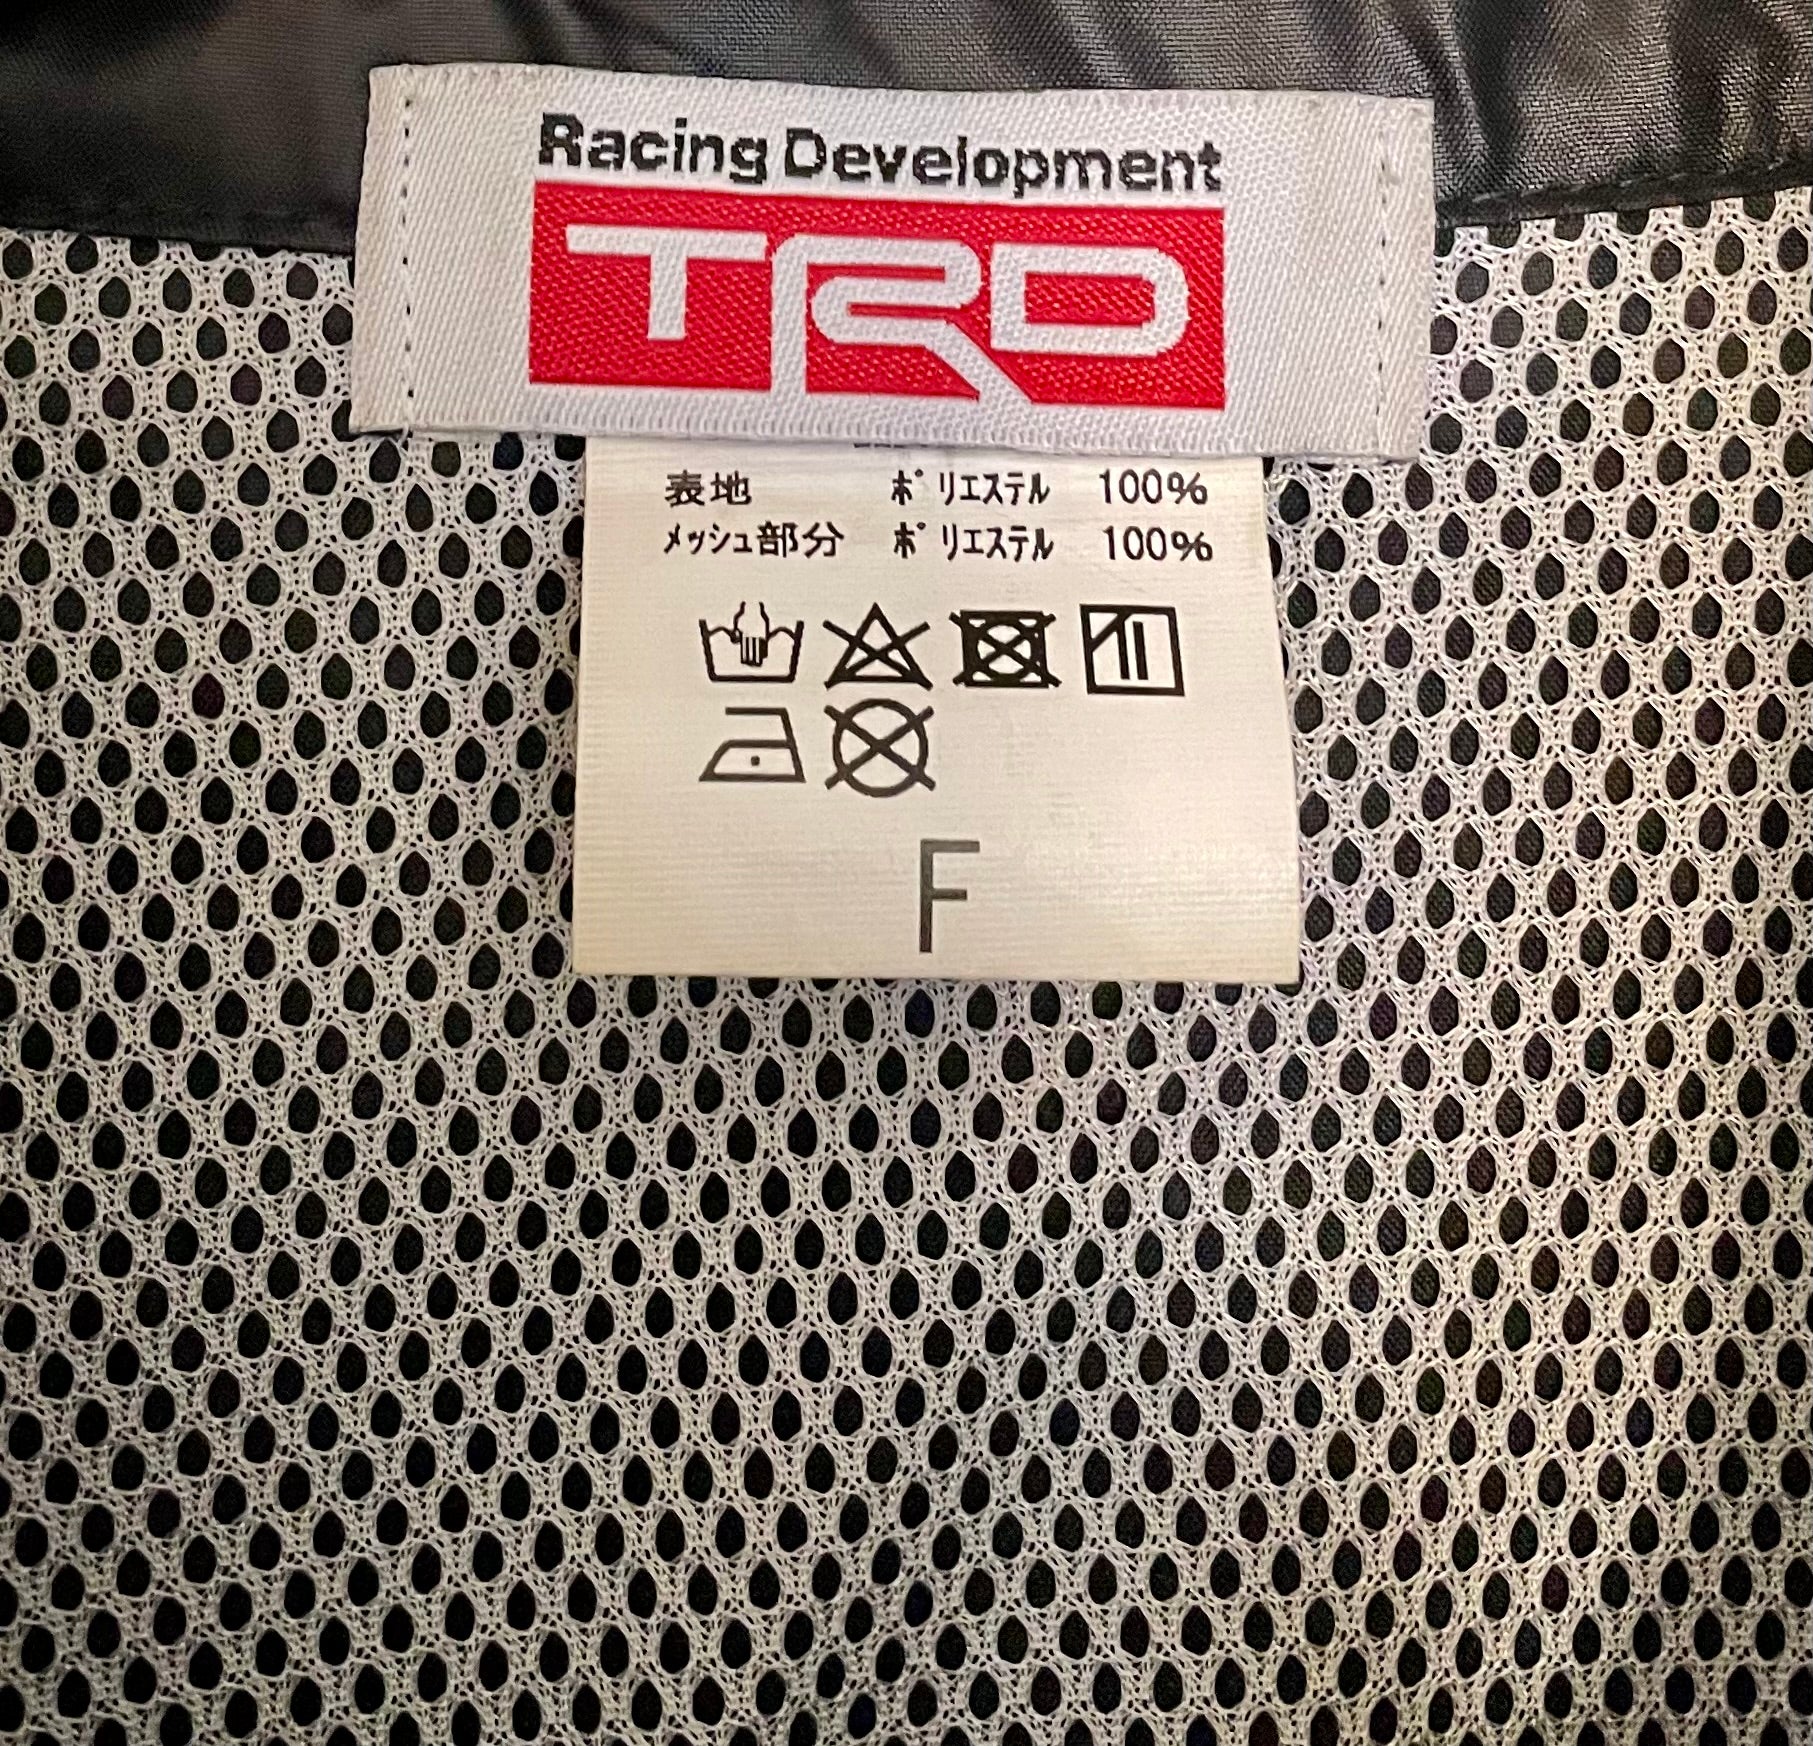 Racing Development
TRD
表地 ポリエステル 100%
メッシュ部分 ポリエステル 100%
F